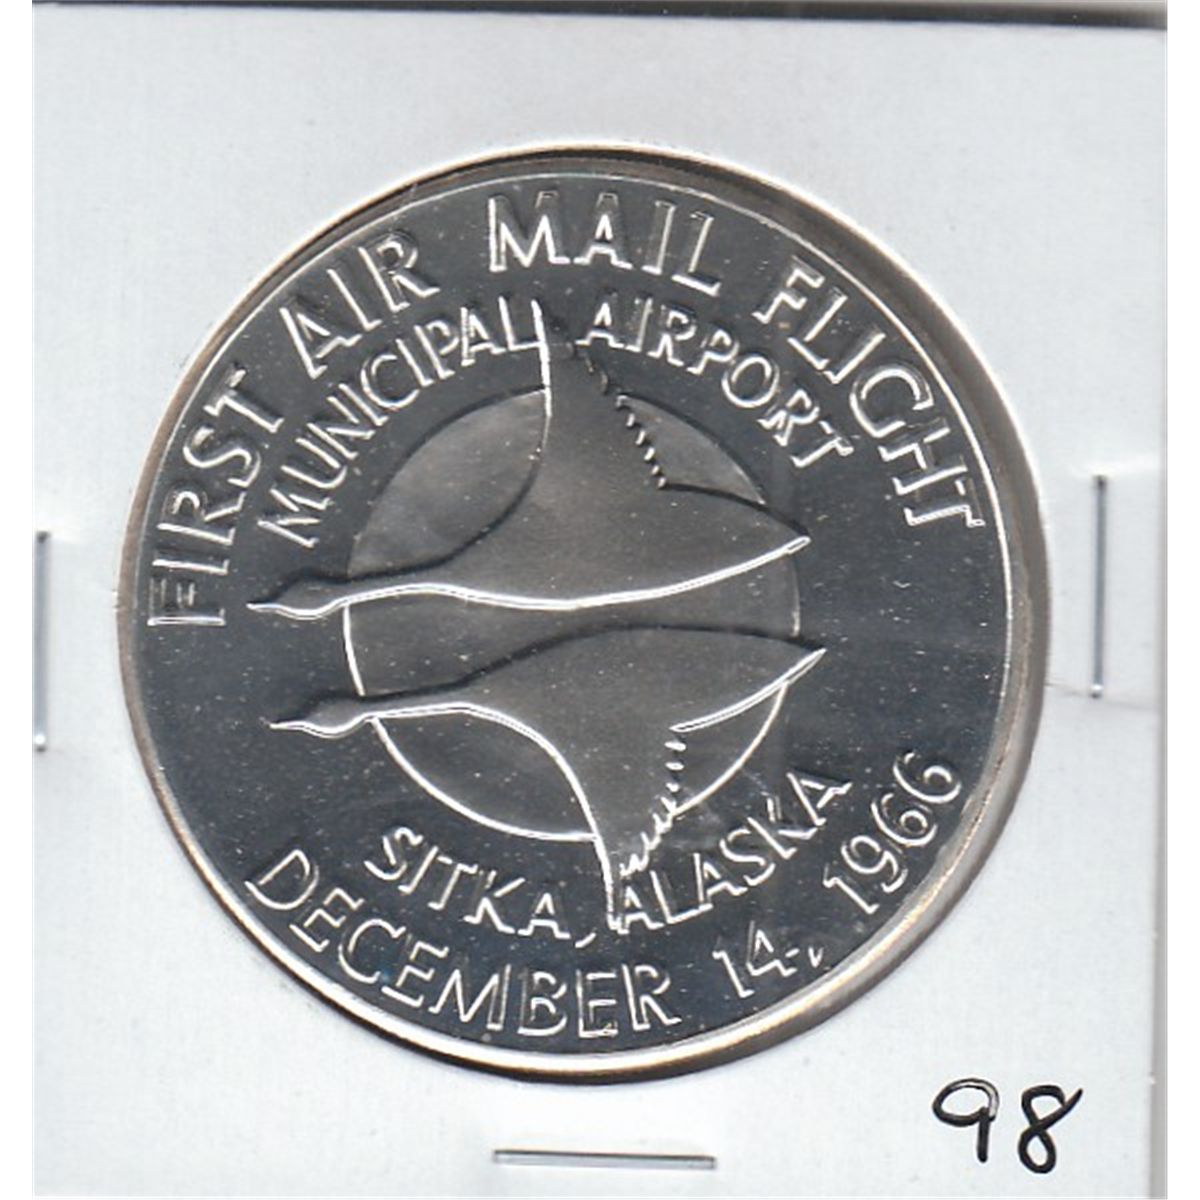 FIRST AIR MAIL FLIGHT
MUNICIPAL AIRPORT
SITKA, ALASKA
DECEMBER 14, 1966
98